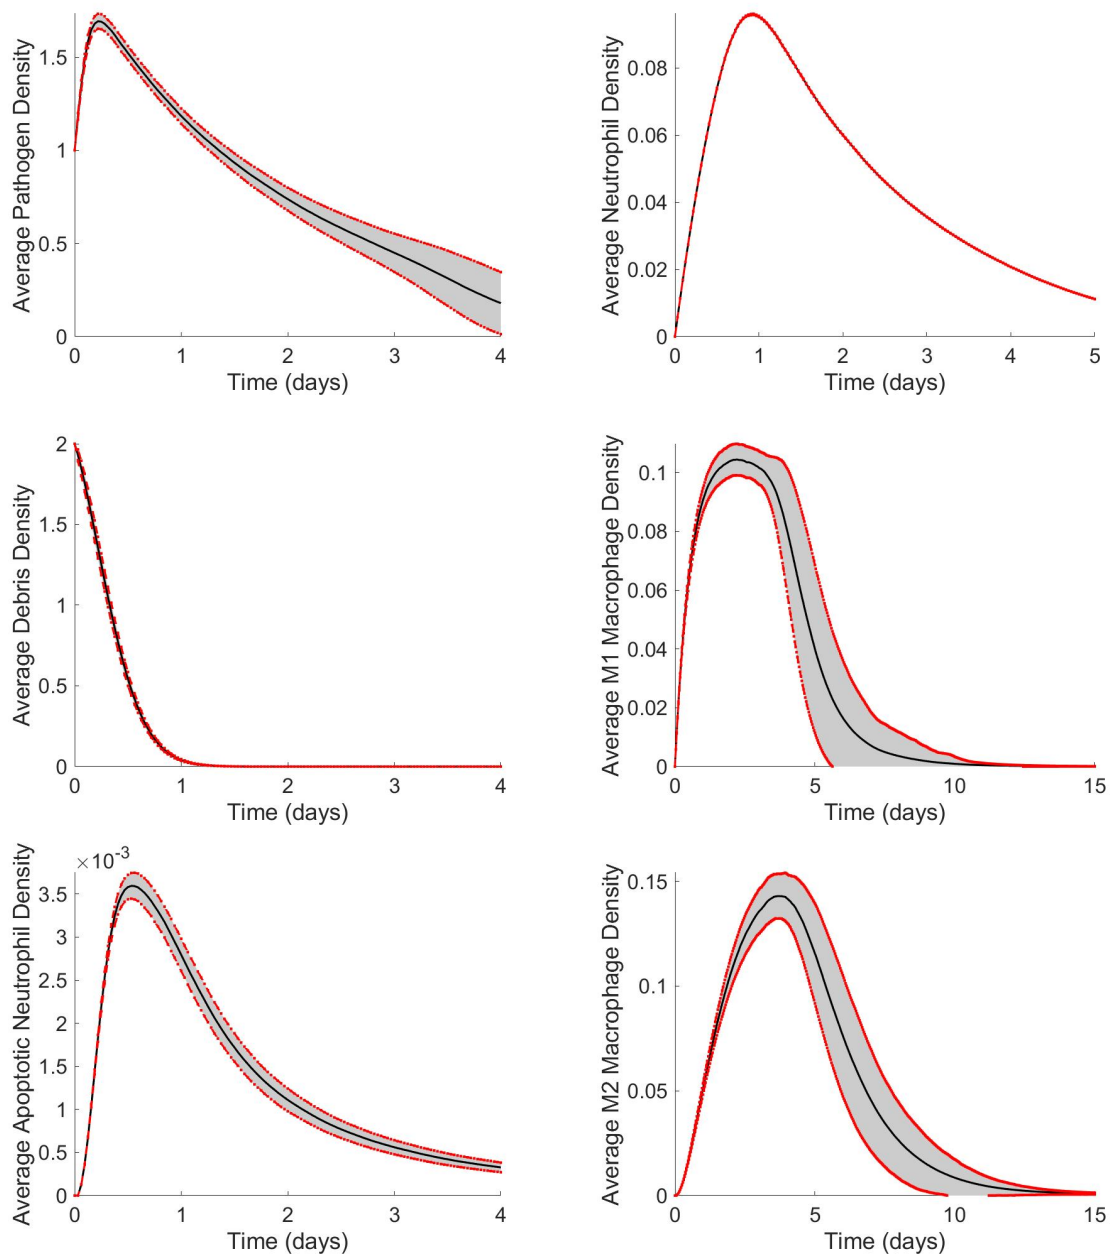 Average Pathogen Density
1.5
1
0.5
0
0 1 2 3 4
Time (days)
Average Neutrophil Density
0.08
0.06
0.04
0.02
0
0 1 2 3 4 5
Time (days)
Average Debris Density
2
1.5
1
0.5
0
0 1 2 3 4
Time (days)
Average M1 Macrophage Density
0.1
0.08
0.06
0.04
0.02
0
0 5 10 15
Time (days)
Average Apoptotic Neutrophil Density
×10-3
3.5
3
2.5
2
1.5
1
0.5
0
0 1 2 3 4
Time (days)
Average M2 Macrophage Density
0.15
0.1
0.05
0
0 5 10 15
Time (days)